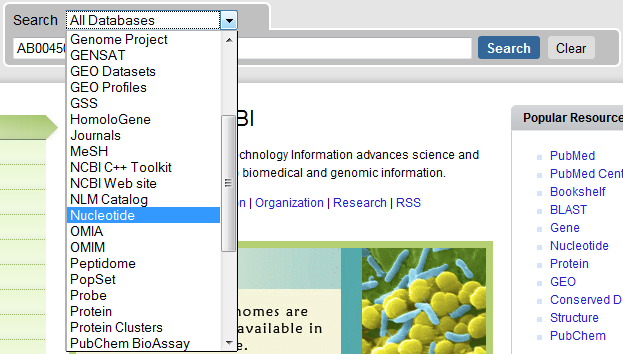 Search All Databases
AB0045
Search Clear
Genome Project
GENSAT
GEO Datasets
GEO Profiles
GSS
HomoloGene
Journals
MeSH
NCBI C++ Toolkit
NCBI Web site
NLM Catalog
Nucleotide
OMIA
OMIM
Peptidome
PopSet
Probe
Protein
Protein Clusters
PubChem BioAssay
BI
chnology Information advances science and
biomedical and genomic information.
n | Organization | Research | RSS
omes are
available in
e.
Popular Resource
PubMed
PubMed Cent
Bookshelf
BLAST
Gene
Nucleotide
Protein
GEO
Conserved D
Structure
PubChem